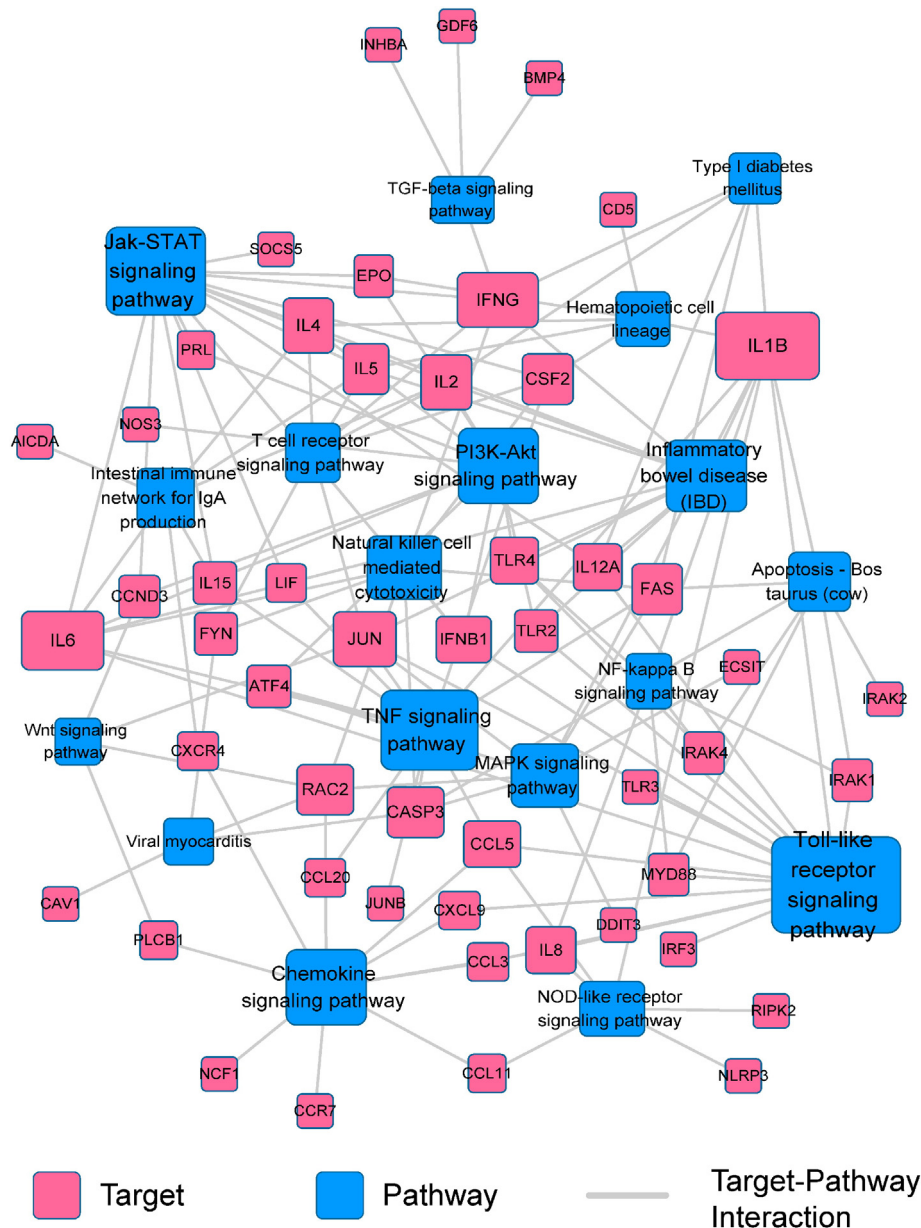 GDF6
INHBA
BMP4
Type I diabetes
mellitus
TGF-beta signaling
pathway
CD5
Jak-STAT
signaling
pathway
SOCS5
EPO
IFNG
Hematopoietic cell
lineage
IL4
IL1B
PRL
IL5
IL2
CSF2
AICDA
NOS3
T cell receptor
signaling pathway
PI3K-Akt
signaling pathway
Inflammatory
bowel disease
(IBD)
Intestinal immune
network for IgA
production
Natural killer cell
mediated
cytotoxicity
TLR4
IL12A
FAS
Apoptosis - Bos
taurus (cow)
CCND3
IL15
LIF
IL6
FYN
JUN
IFNB1
TLR2
NF-kappa B
signaling pathway
ECSIT
ATF4
IRAK2
Wnt signaling
pathway
CXCR4
TNF signaling
pathway
IRAK4
MAPK signaling
pathway
RAC2
TLR3
IRAK1
CASP3
Viral myocarditis
CCL5
Toll-like
receptor
signaling
pathway
CCL20
MYD88
CAV1
JUNB
CXCL9
DDIT3
PLCB1
IL8
IRF3
CCL3
Chemokine
signaling pathway
NOD-like receptor
signaling pathway
RIPK2
NCF1
CCL11
NLRP3
CCR7
Target
Pathway
Target-Pathway
Interaction